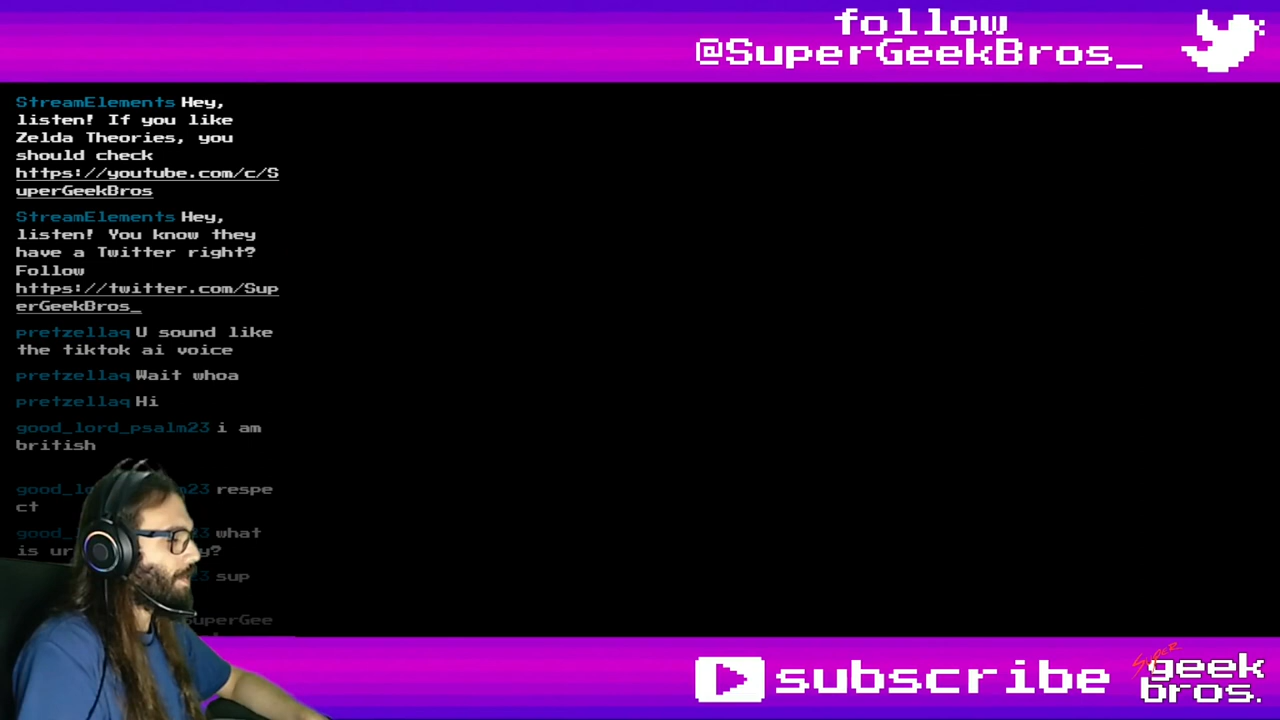 follow
@SuperGeekBros_
StreamElements Hey,
listen! If you like
Zelda Theories, you
should check
https://youtube.com/c/S
uperGeekBros
StreamElements Hey,
listen! You know they
have a Twitter right?
Follow
https://twitter.com/Sup
erGeekBros_
pretzellaq U sound like
the tiktok ai voice
pretzellaq Wait whoa
pretzellaq Hi
good_lord_psalm23 i am
british
respe
ct
what
is ur
sup
SuperGee
subscribe
SUPER
geek
bros.